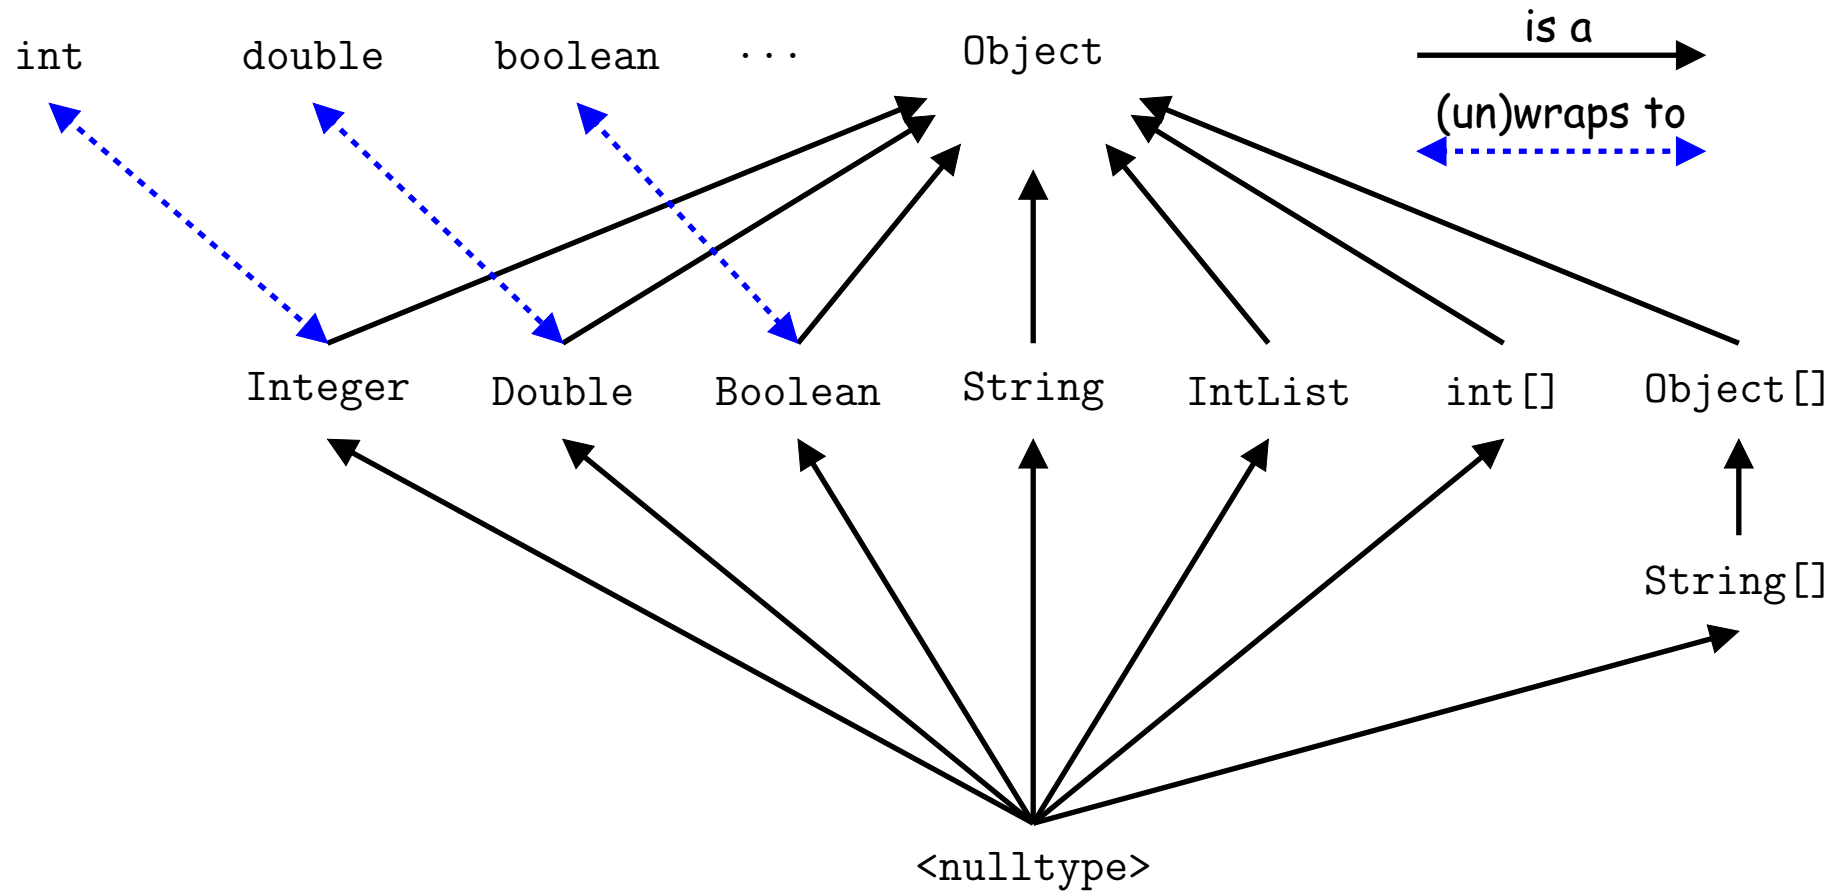 int double boolean ··· Object
is a
(un)wraps to
Integer Double Boolean String IntList int[] Object[]
String[]
<nulltype>